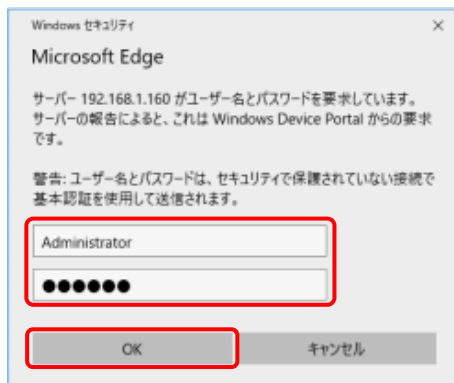 Windows セキュリティ
Microsoft Edge
サーバー 192.168.1.160 がユーザー名とパスワードを要求しています。
サーバーの報告によると、これは Windows Device Portal からの要求
です。
警告: ユーザー名とパスワードは、セキュリティで保護されていない接続で
基本認証を使用して送信されます。
Administrator
●●●●●●
OK
キャンセル